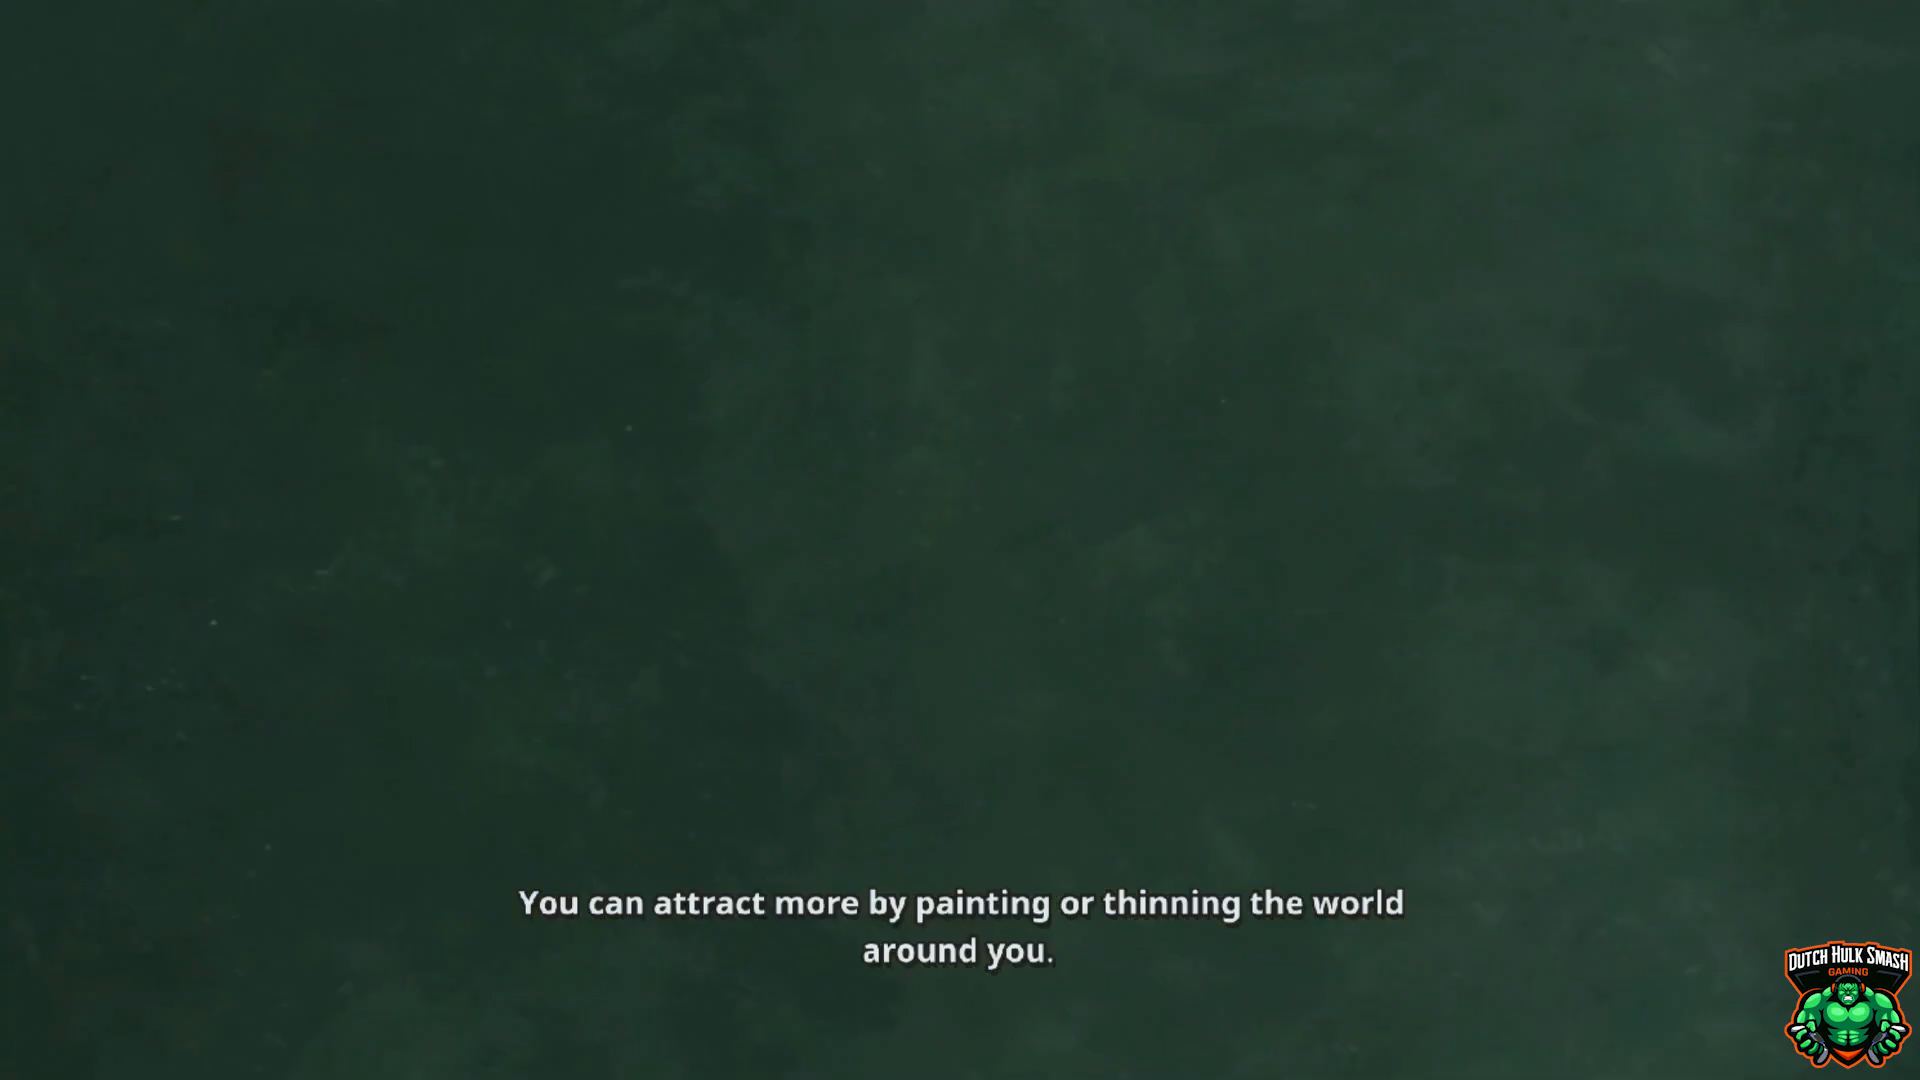 You can attract more by painting or thinning the world
around you.
DUTCH HULK SMASH
GAMING